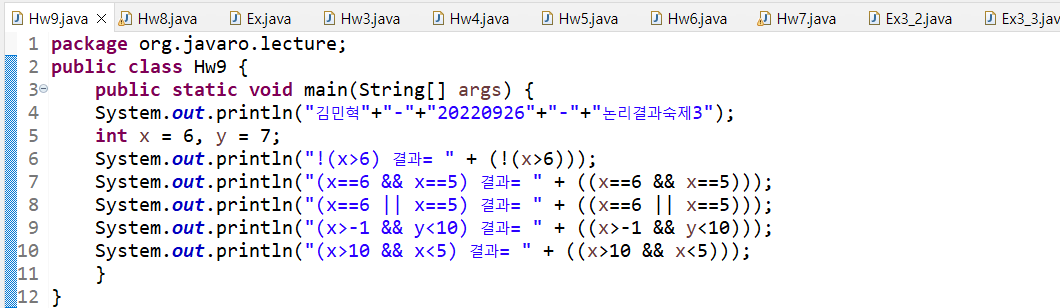 Hw9.java Hw8.java Ex.java Hw3.java Hw4.java Hw5.java Hw6.java Hw7.java Ex3_2.java Ex3_3.jav
1 package org.javaro.lecture;
2 public class Hw9 {
3 public static void main(String[] args) {
4 System.out.println("김민혁"+"-"+"20220926"+"-"+"논리결과숙제3");
5 int x = 6, y = 7;
6 System.out.println("!(x>6) 결과= " + (!(x>6)));
7 System.out.println("(x==6 && x==5) 결과= " + ((x==6 && x==5)));
8 System.out.println("(x==6 || x==5) 결과= " + ((x==6 || x==5)));
9 System.out.println("(x>-1 && y<10) 결과= " + ((x>-1 && y<10)));
10 System.out.println("(x>10 && x<5) 결과= " + ((x>10 && x<5)));
11 }
12 }